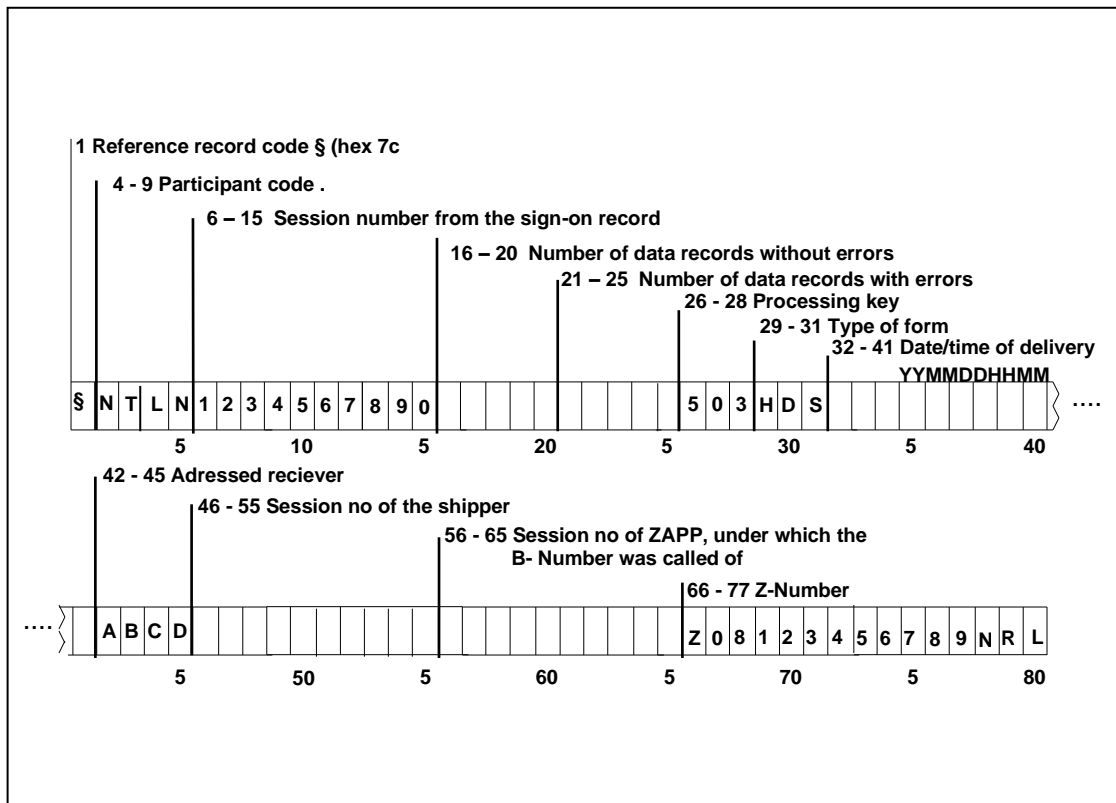 1 Reference record code § (hex 7c
4 - 9 Participant code .
6 – 15 Session number from the sign-on record
16 – 20 Number of data records without errors
21 – 25 Number of data records with errors
26 - 28 Processing key
29 - 31 Type of form
32 - 41 Date/time of delivery
YYMMDDHHMM
§ N T L N 1 2 3 4 5 6 7 8 9 0 5 0 3 H D S ....
5 10 5 20 5 30 5 40
42 - 45 Adressed reciever
46 - 55 Session no of the shipper
56 - 65 Session no of ZAPP, under which the
B- Number was called of
66 - 77 Z-Number
.... A B C D Z 0 8 1 2 3 4 5 6 7 8 9 N R L
5 50 5 60 5 70 5 80